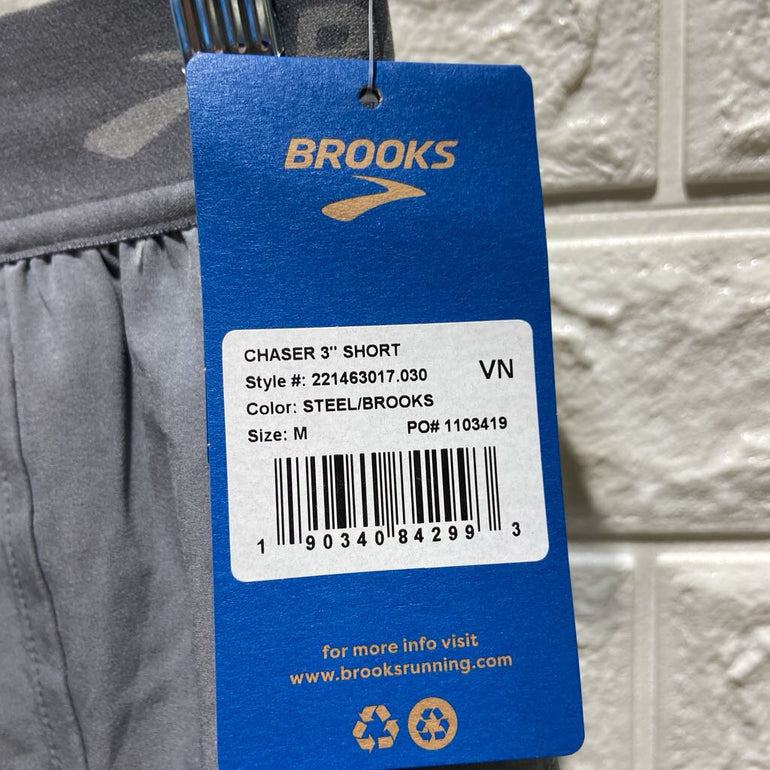 BROOKS
CHASER 3" SHORT
Style #: 221463017.030
VN
Color: STEEL/BROOKS
Size: M
PO# 1103419
1 90340 84299 3
for more info visit
www.brooksrunning.com